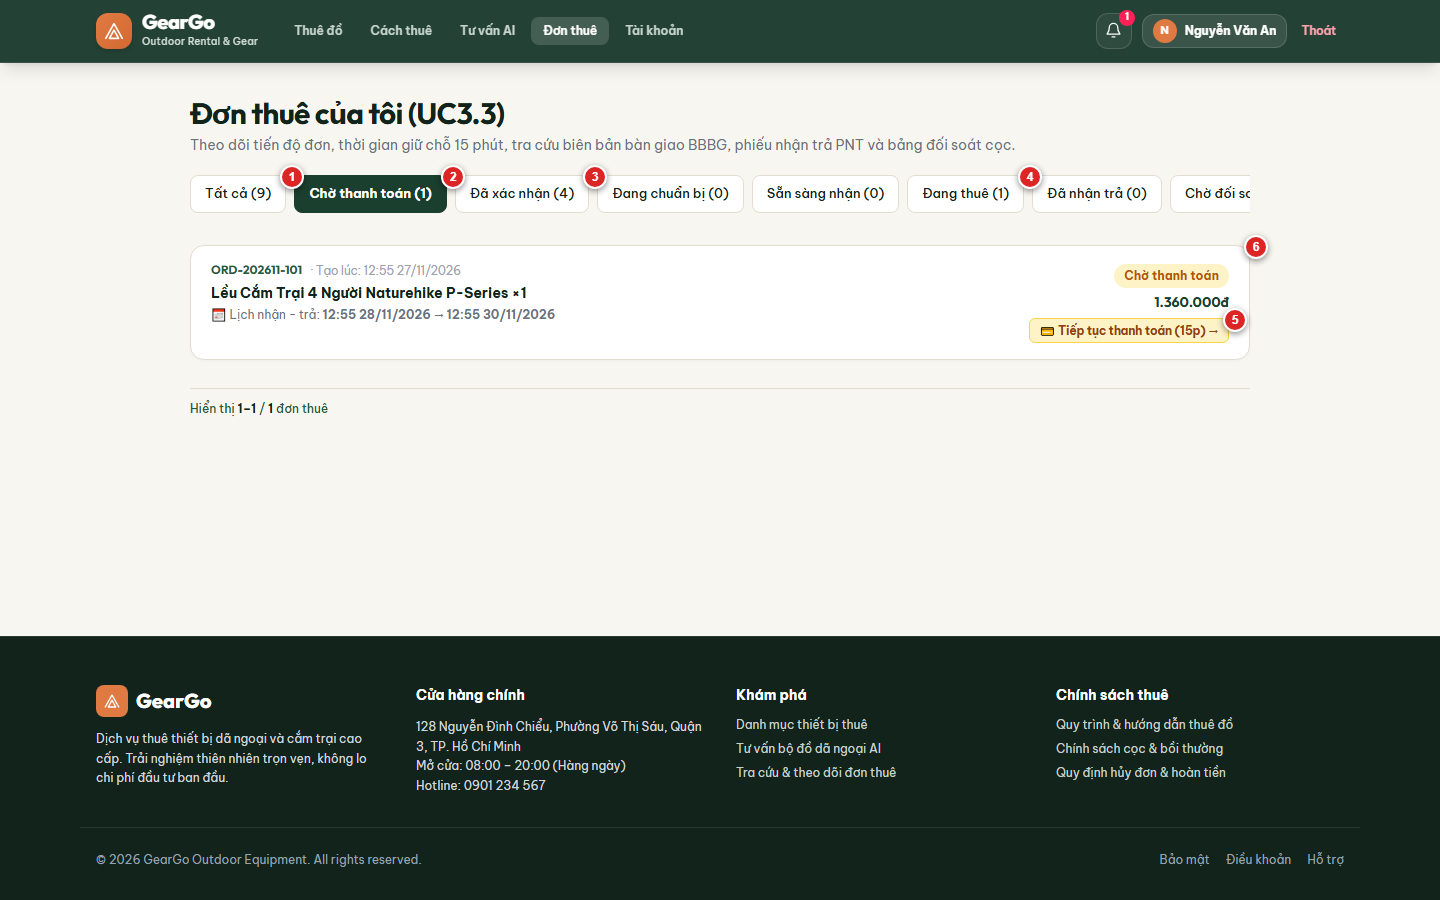 GearGo
Outdoor Rental & Gear
Thuê đồ
Cách thuê
Tư vấn AI
Đơn thuê
Tài khoản
1
N
Nguyễn Văn An
Thoát
Đơn thuê của tôi (UC3.3)
Theo dõi tiến độ đơn, thời gian giữ chỗ 15 phút, tra cứu biên bản bàn giao BBBG, phiếu nhận trả PNT và bảng đối soát cọc.
Tất cả (9)
1
Chờ thanh toán (1)
2
Đã xác nhận (4)
3
Đang chuẩn bị (0)
Sẵn sàng nhận (0)
Đang thuê (1)
4
Đã nhận trả (0)
Chờ đối so
6
ORD-202611-101 · Tạo lúc: 12:55 27/11/2026
Lều Cắm Trại 4 Người Naturehike P-Series ×1
Lịch nhận - trả: 12:55 28/11/2026 → 12:55 30/11/2026
Chờ thanh toán
1.360.000đ
5
Tiếp tục thanh toán (15p) →
Hiển thị 1–1 / 1 đơn thuê
GearGo
Dịch vụ thuê thiết bị dã ngoại và cắm trại cao
cấp. Trải nghiệm thiên nhiên trọn vẹn, không lo
chi phí đầu tư ban đầu.
Cửa hàng chính
128 Nguyễn Đình Chiểu, Phường Võ Thị Sáu, Quận
3, TP. Hồ Chí Minh
Mở cửa: 08:00 – 20:00 (Hàng ngày)
Hotline: 0901 234 567
Khám phá
Danh mục thiết bị thuê
Tư vấn bộ đồ dã ngoại AI
Tra cứu & theo dõi đơn thuê
Chính sách thuê
Quy trình & hướng dẫn thuê đồ
Chính sách cọc & bồi thường
Quy định hủy đơn & hoàn tiền
© 2026 GearGo Outdoor Equipment. All rights reserved.
Bảo mật
Điều khoản
Hỗ trợ